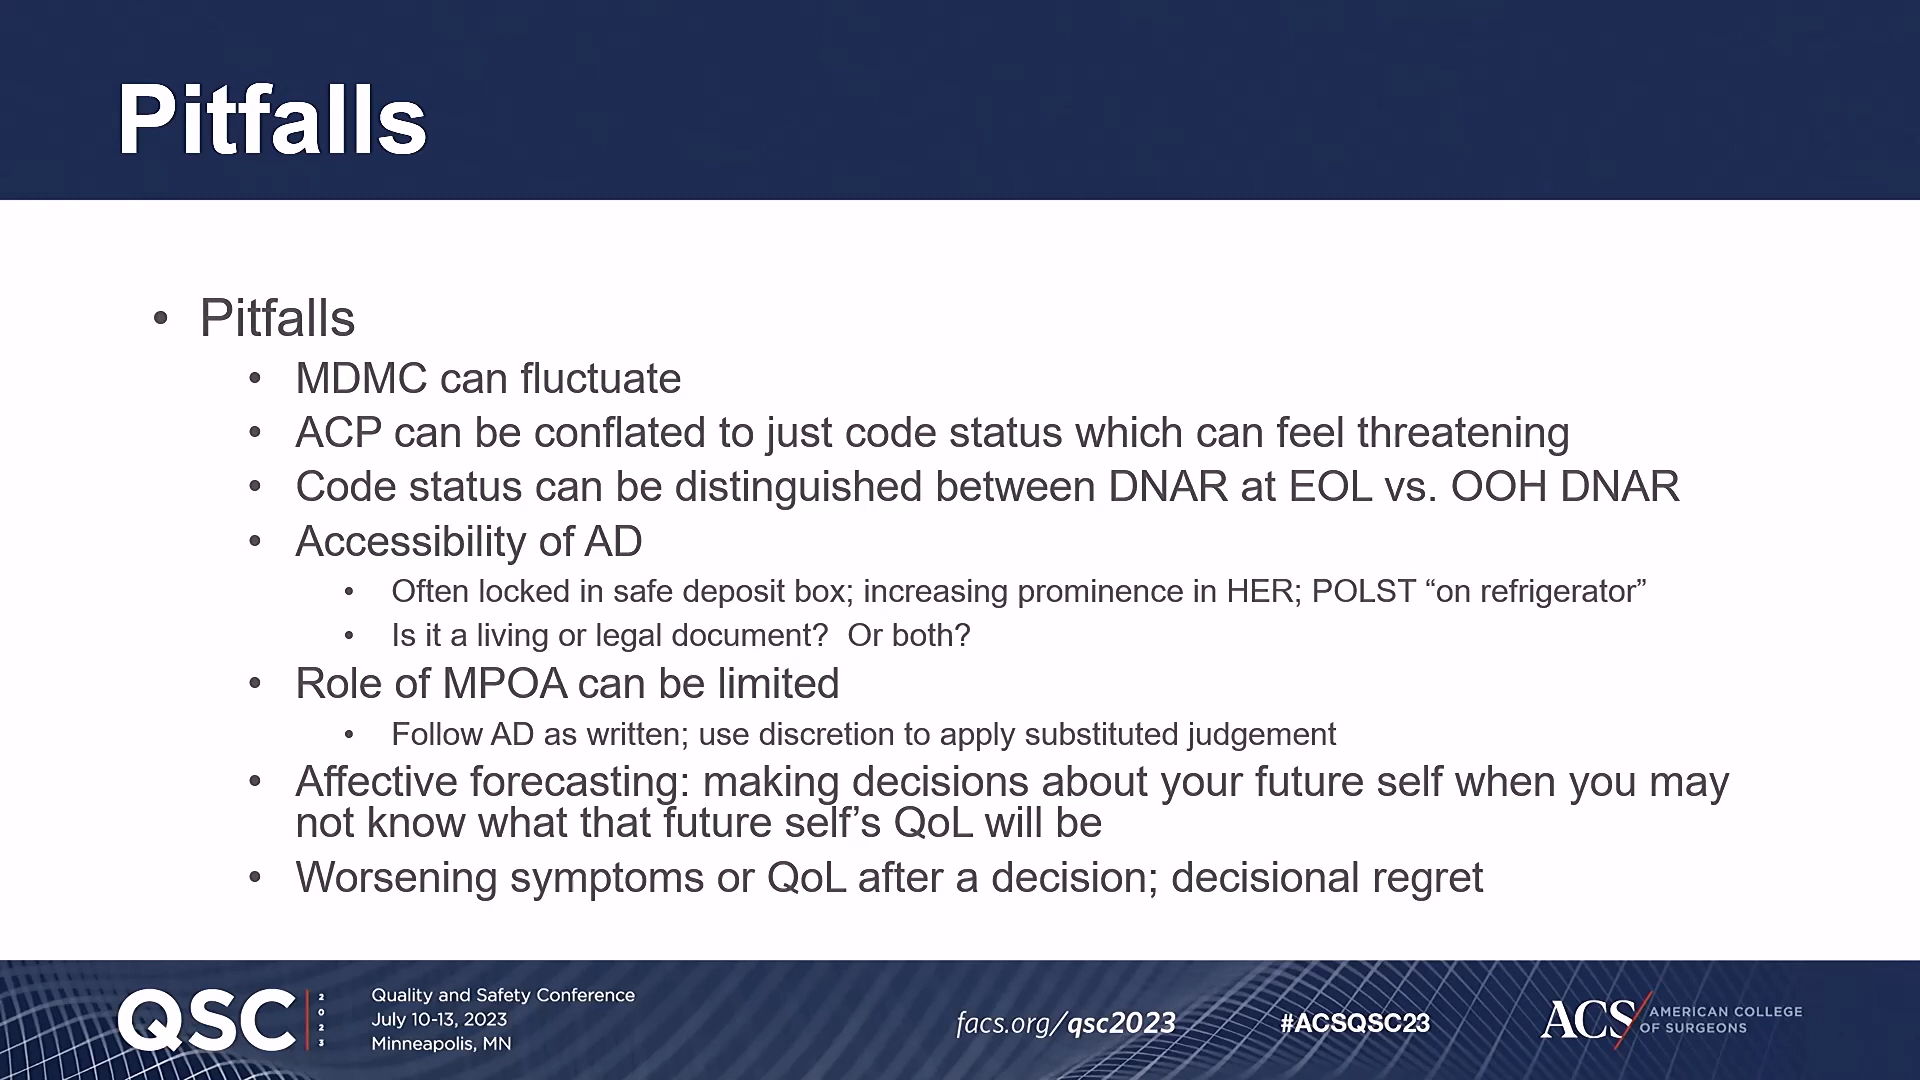 Pitfalls
• Pitfalls
• MDMC can fluctuate
• ACP can be conflated to just code status which can feel threatening
• Code status can be distinguished between DNAR at EOL vs. OOH DNAR
• Accessibility of AD
• Often locked in safe deposit box; increasing prominence in HER; POLST “on refrigerator”
• Is it a living or legal document?  Or both?
• Role of MPOA can be limited
• Follow AD as written; use discretion to apply substituted judgement
• Affective forecasting: making decisions about your future self when you may
not know what that future self’s QoL will be
• Worsening symptoms or QoL after a decision; decisional regret
QSC 2023
Quality and Safety Conference
July 10-13, 2023
Minneapolis, MN
facs.org/qsc2023
#ACSQSC23
ACS
AMERICAN COLLEGE
OF SURGEONS